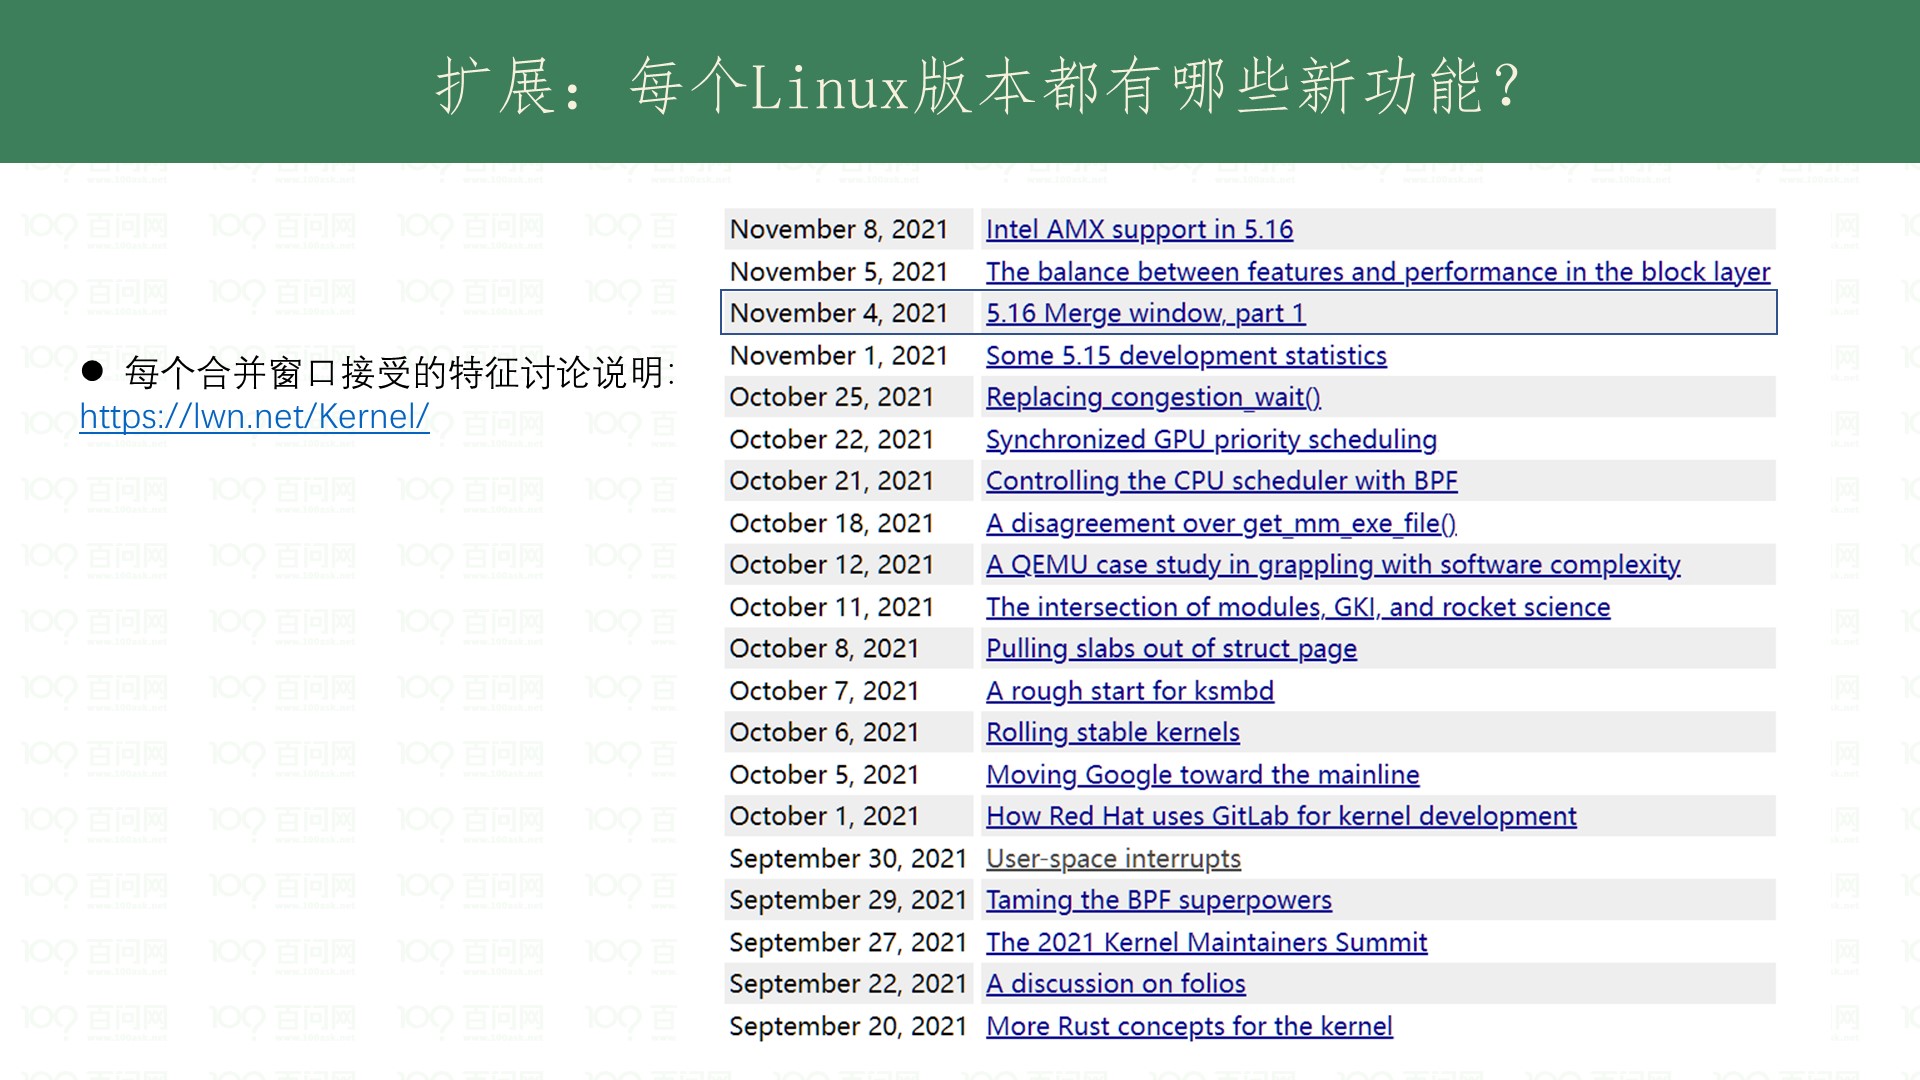 扩展：每个Linux版本都有哪些新功能？
● 每个合并窗口接受的特征讨论说明：
https://lwn.net/Kernel/
November 8, 2021 Intel AMX support in 5.16
November 5, 2021 The balance between features and performance in the block layer
November 4, 2021 5.16 Merge window, part 1
November 1, 2021 Some 5.15 development statistics
October 25, 2021 Replacing congestion_wait()
October 22, 2021 Synchronized GPU priority scheduling
October 21, 2021 Controlling the CPU scheduler with BPF
October 18, 2021 A disagreement over get_mm_exe_file()
October 12, 2021 A QEMU case study in grappling with software complexity
October 11, 2021 The intersection of modules, GKI, and rocket science
October 8, 2021 Pulling slabs out of struct page
October 7, 2021 A rough start for ksmbd
October 6, 2021 Rolling stable kernels
October 5, 2021 Moving Google toward the mainline
October 1, 2021 How Red Hat uses GitLab for kernel development
September 30, 2021 User-space interrupts
September 29, 2021 Taming the BPF superpowers
September 27, 2021 The 2021 Kernel Maintainers Summit
September 22, 2021 A discussion on folios
September 20, 2021 More Rust concepts for the kernel